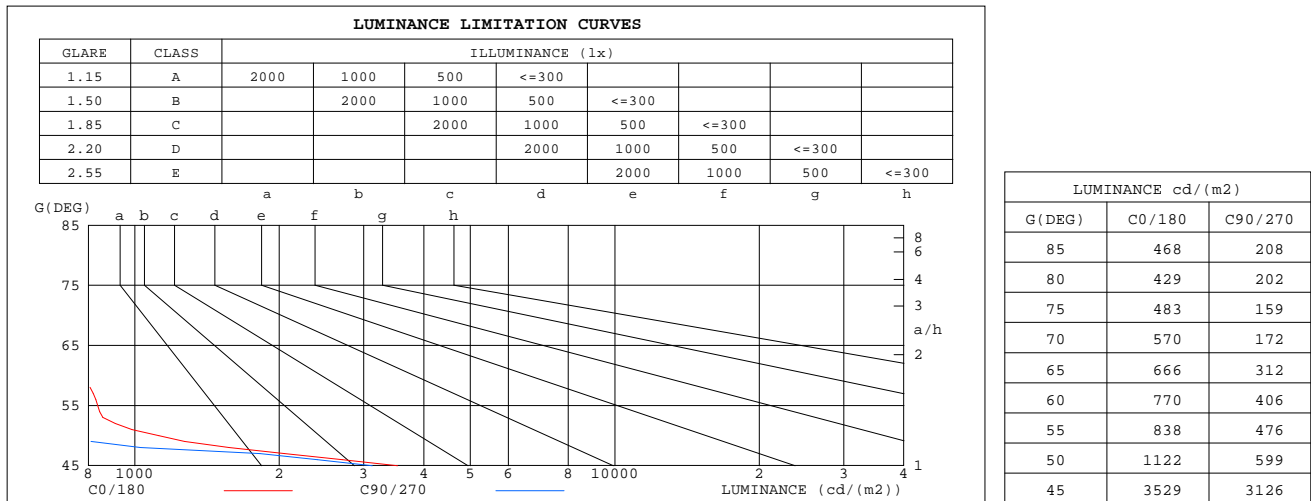 LUMINANCE LIMITATION CURVES
GLARE CLASS ILLUMINANCE (lx)
1.15 A 2000 1000 500 <=300
1.50 B 2000 1000 500 <=300
1.85 C 2000 1000 500 <=300
2.20 D 2000 1000 500 <=300
2.55 E 2000 1000 500 <=300
a b c d e f g h
G(DEG)
a b c d e f g h
85
8
6
75
4
3
a/h
65
2
55
45
1
8 1000 2 3 4 5 6 8 10000 2 3 4
C0/180 C90/270 LUMINANCE (cd/(m2))
LUMINANCE cd/(m2)
G(DEG) C0/180 C90/270
85 468 208
80 429 202
75 483 159
70 570 172
65 666 312
60 770 406
55 838 476
50 1122 599
45 3529 3126